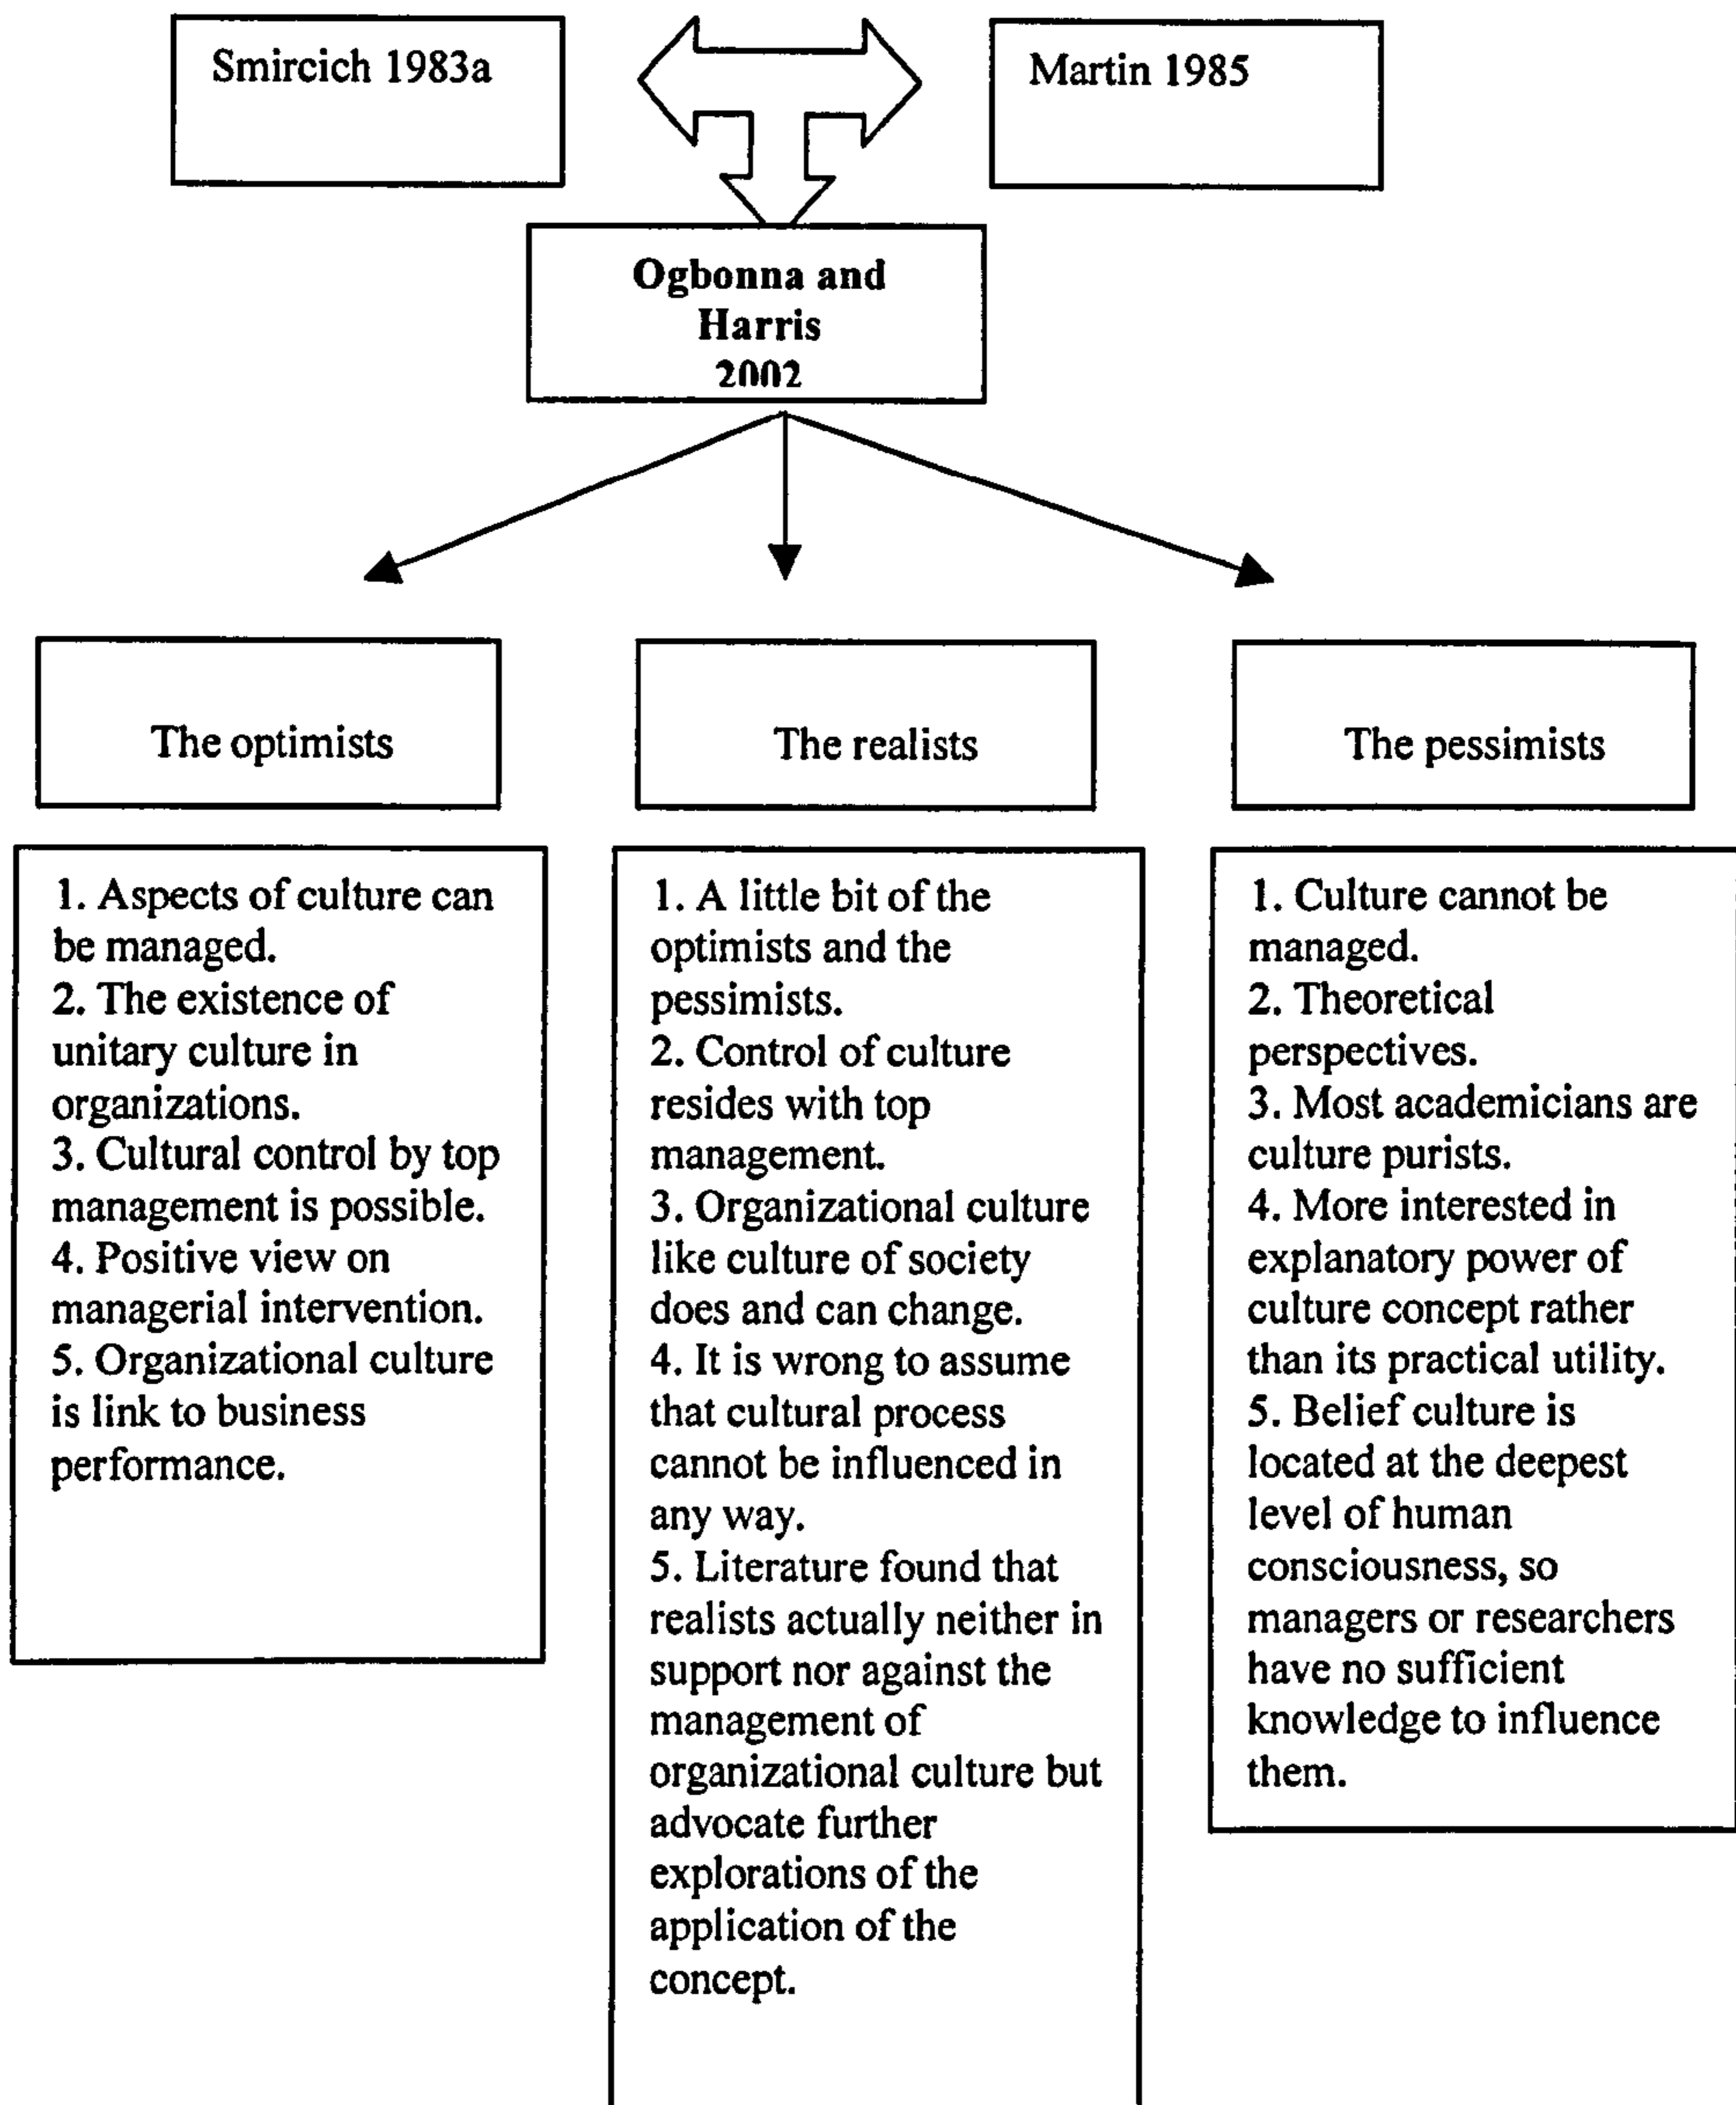 Smircich 1983a
Martin 1985
Ogbonna and
Harris
2002
The optimists
The realists
The pessimists
1. Aspects of culture can
be managed.
2. The existence of
unitary culture in
organizations.
3. Cultural control by top
management is possible.
4. Positive view on
managerial intervention.
5. Organizational culture
is link to business
performance.
1. A little bit of the
optimists and the
pessimists.
2. Control of culture
resides with top
management.
3. Organizational culture
like culture of society
does and can change.
4. It is wrong to assume
that cultural process
cannot be influenced in
any way.
5. Literature found that
realists actually neither in
support nor against the
management of
organizational culture but
advocate further
explorations of the
application of the
concept.
1. Culture cannot be
managed.
2. Theoretical
perspectives.
3. Most academicians are
culture purists.
4. More interested in
explanatory power of
culture concept rather
than its practical utility.
5. Belief culture is
located at the deepest
level of human
consciousness, so
managers or researchers
have no sufficient
knowledge to influence
them.